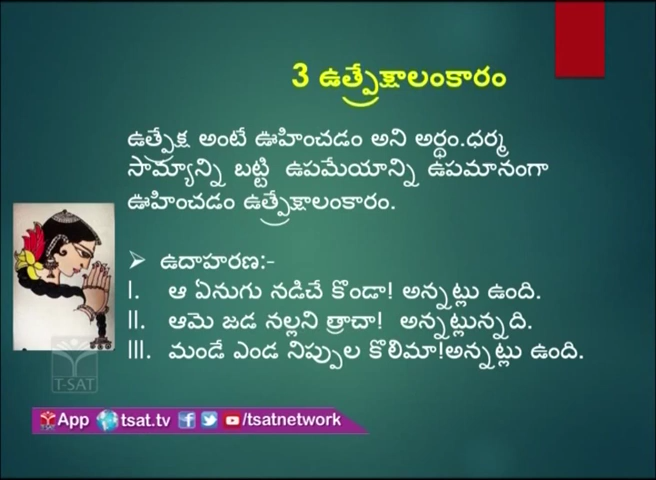 3 ఉత్ప్రేక్షాలంకారం
ఉత్ప్రేక్ష అంటే ఊహించడం అని అర్థం.ధర్మ
సామ్యాన్ని బట్టి ఉపమేయాన్ని ఉపమానంగా
ఊహించడం ఉత్ప్రేక్షాలంకారం.
➢ ఉదాహరణ:-
I. ఆ ఏనుగు నడిచే కొండా! అన్నట్లు ఉంది.
II. ఆమె జడ నల్లని త్రాచా! అన్నట్లున్నది.
III. మండే ఎండ నిప్పుల కొలిమా!అన్నట్లు ఉంది.
T-SAT
App tsat.tv /tsatnetwork